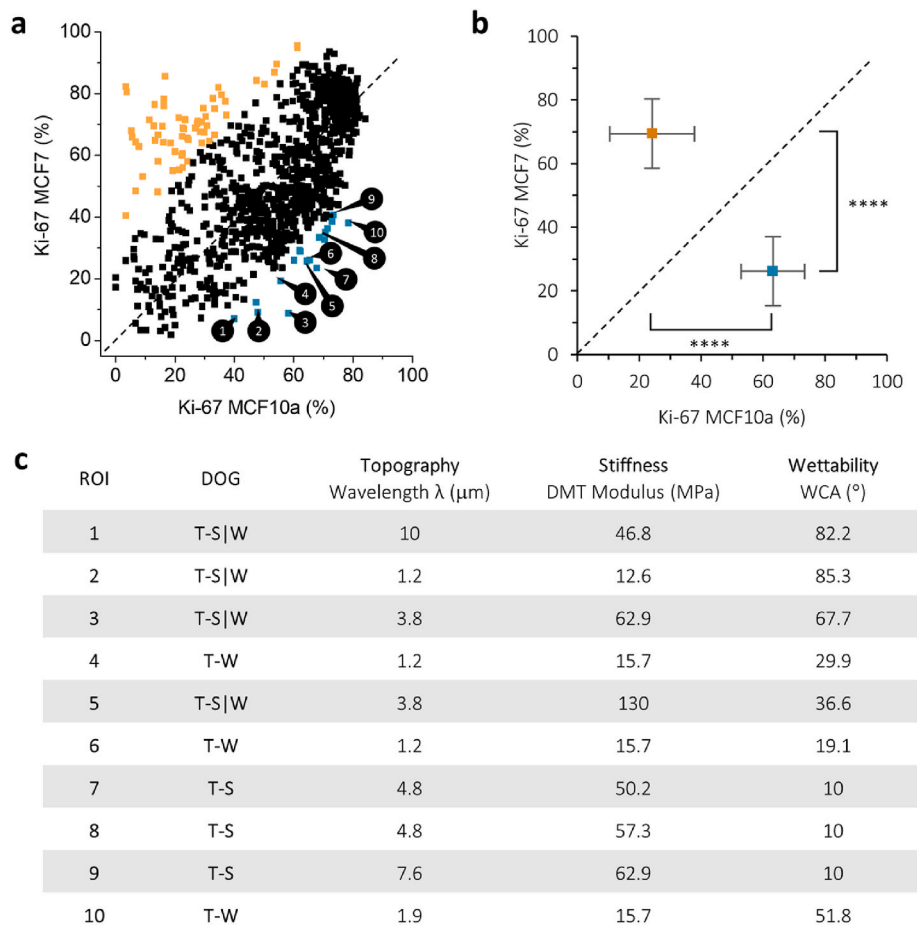 a
b
100
80
60
40
20
0
Ki-67 MCF7 (%)
0 20 40 60 80 100
Ki-67 MCF10a (%)
9
10
8
6
7
4
5
1
2
3
100
80
60
40
20
0
Ki-67 MCF7 (%)
0 20 40 60 80 100
Ki-67 MCF10a (%)
****
****
c
ROI DOG Topography Wavelength λ (μm) Stiffness DMT Modulus (MPa) Wettability WCA (°)
1 T-S|W 10 46.8 82.2
2 T-S|W 1.2 12.6 85.3
3 T-S|W 3.8 62.9 67.7
4 T-W 1.2 15.7 29.9
5 T-S|W 3.8 130 36.6
6 T-W 1.2 15.7 19.1
7 T-S 4.8 50.2 10
8 T-S 4.8 57.3 10
9 T-S 7.6 62.9 10
10 T-W 1.9 15.7 51.8